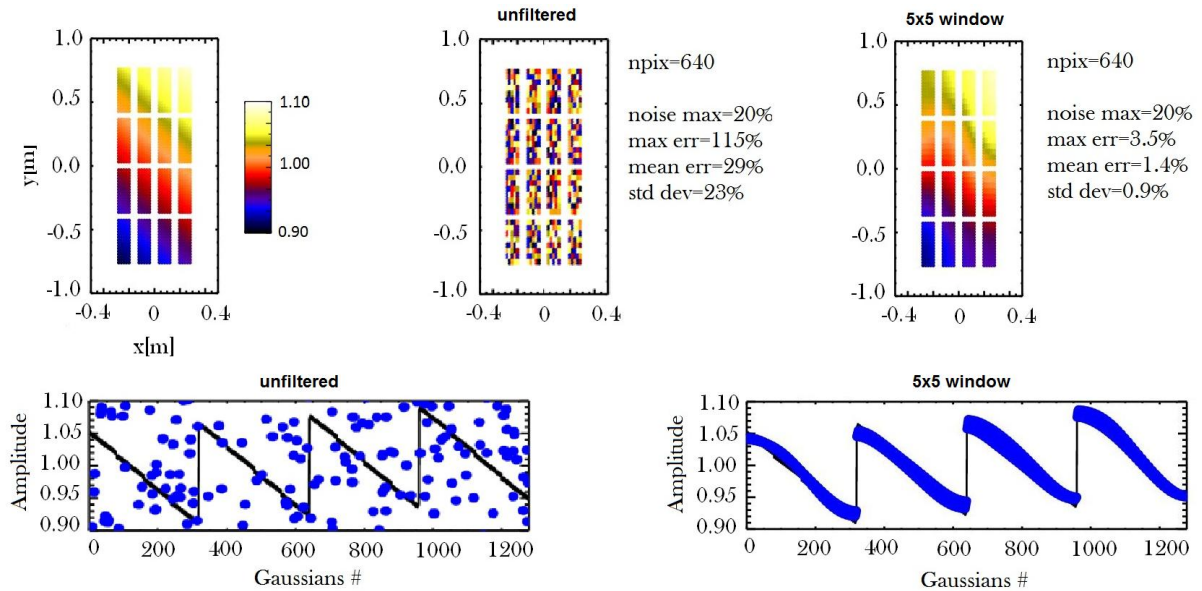 unfiltered
5x5 window
1.0
0.5
0.0
-0.5
-1.0
y[m]
-0.4
0
0.4
x[m]
1.10
1.00
0.90
1.0
0.5
0.0
-0.5
-1.0
-0.4
0
0.4
npix=640
noise max=20%
max err=115%
mean err=29%
std dev=23%
1.0
0.5
0.0
-0.5
-1.0
-0.4
0
0.4
npix=640
noise max=20%
max err=3.5%
mean err=1.4%
std dev=0.9%
unfiltered
Amplitude
1.10
1.05
1.00
0.95
0.90
0
200
400
600
800
1000
1200
Gaussians #
5x5 window
Amplitude
1.10
1.05
1.00
0.95
0.90
0
200
400
600
800
1000
1200
Gaussians #